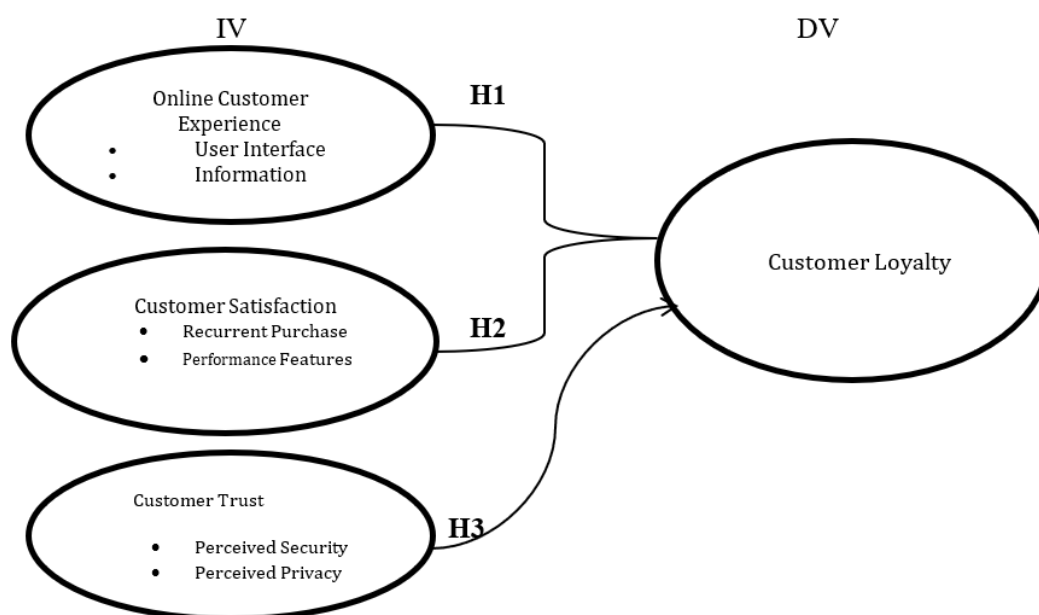 IV
DV
Online Customer
Experience
• User Interface
• Information
H1
Customer Loyalty
Customer Satisfaction
• Recurrent Purchase
• Performance Features
H2
Customer Trust
• Perceived Security
• Perceived Privacy
H3